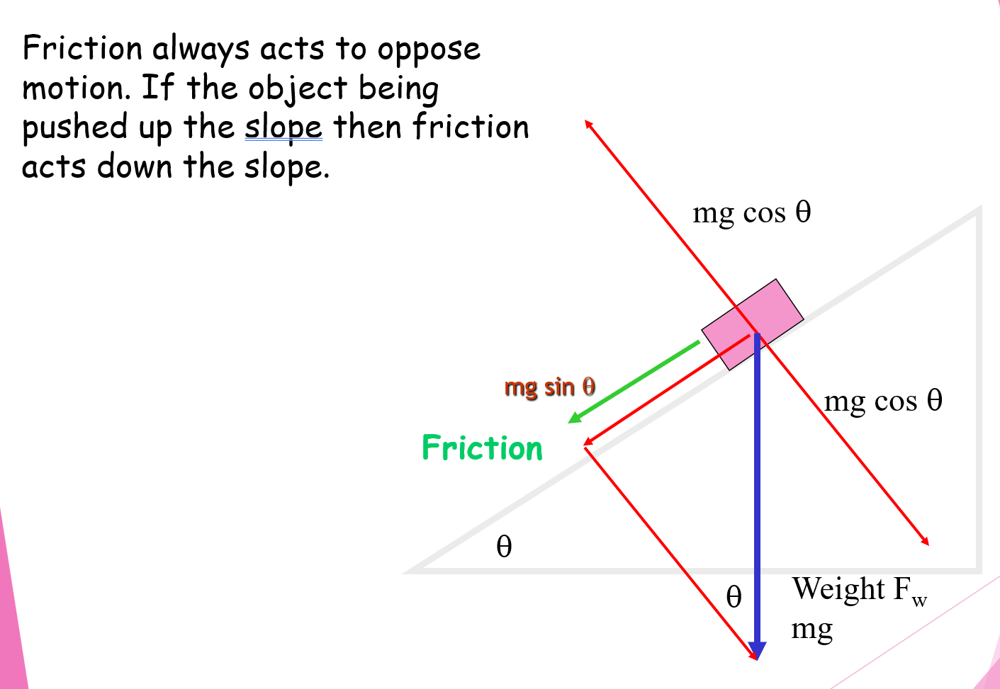 Friction always acts to oppose
motion. If the object being
pushed up the slope then friction
acts down the slope.
mg cos θ
mg sin θ
mg cos θ
Friction
θ
θ
Weight Fw
mg